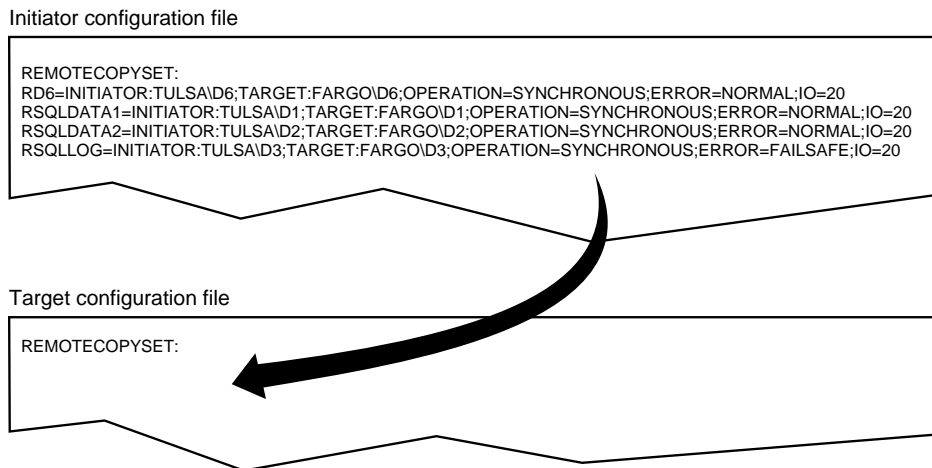 Initiator configuration file
REMOTECOPYSET:
RD6=INITIATOR:TULSA\D6;TARGET:FARGO\D6;OPERATION=SYNCHRONOUS;ERROR=NORMAL;IO=20
RSQLDATA1=INITIATOR:TULSA\D1;TARGET:FARGO\D1;OPERATION=SYNCHRONOUS;ERROR=NORMAL;IO=20
RSQLDATA2=INITIATOR:TULSA\D2;TARGET:FARGO\D2;OPERATION=SYNCHRONOUS;ERROR=NORMAL;IO=20
RSQLLOG=INITIATOR:TULSA\D3;TARGET:FARGO\D3;OPERATION=SYNCHRONOUS;ERROR=FAILSAFE;IO=20
Target configuration file
REMOTECOPYSET: